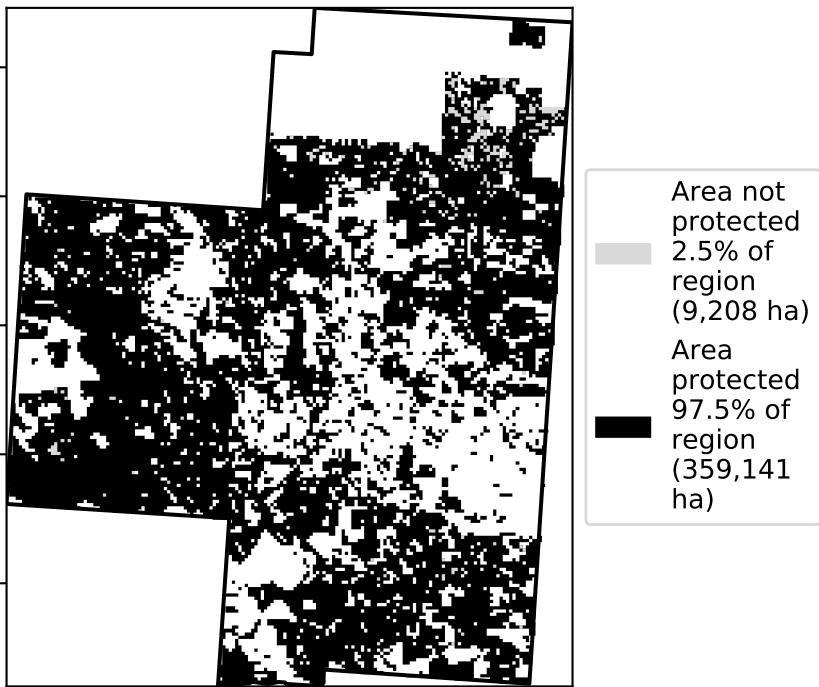 Area not
protected
2.5% of
region
(9,208 ha)
Area
protected
97.5% of
region
(359,141
ha)